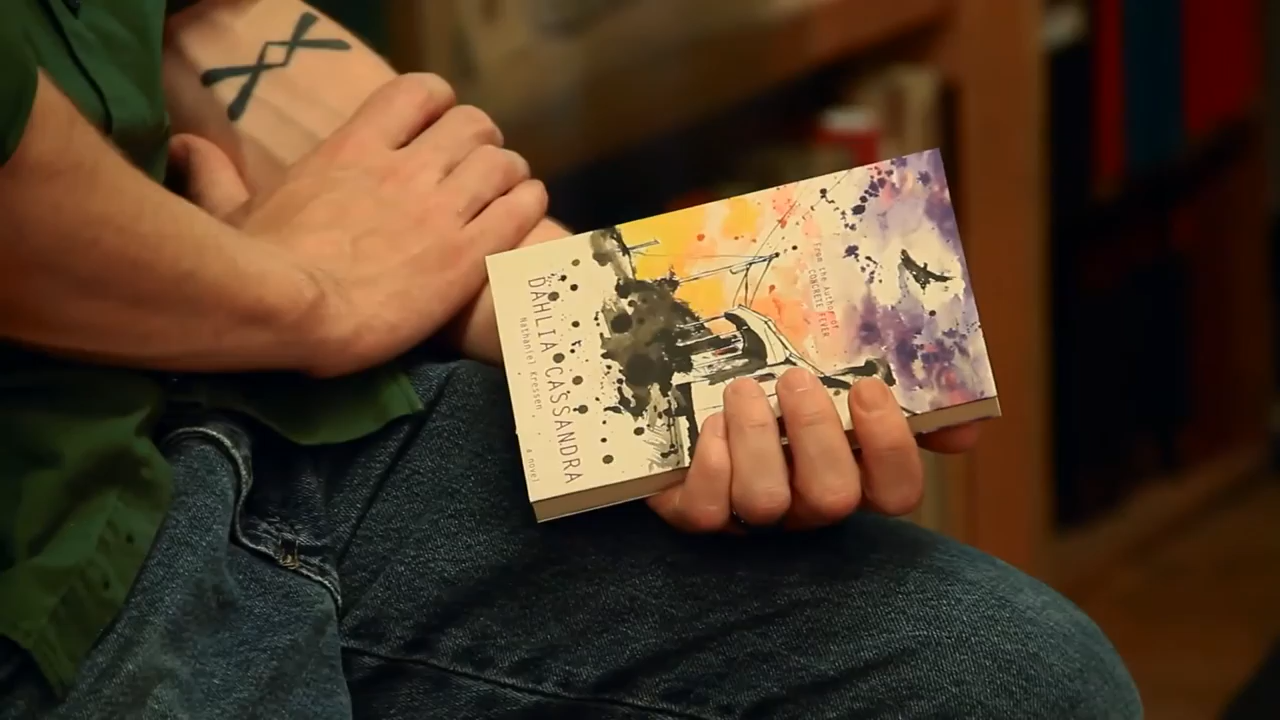 From the Author of
CONCRETE FEVER
DAHLIA CASSANDRA
Nathaniel Kressen
a novel